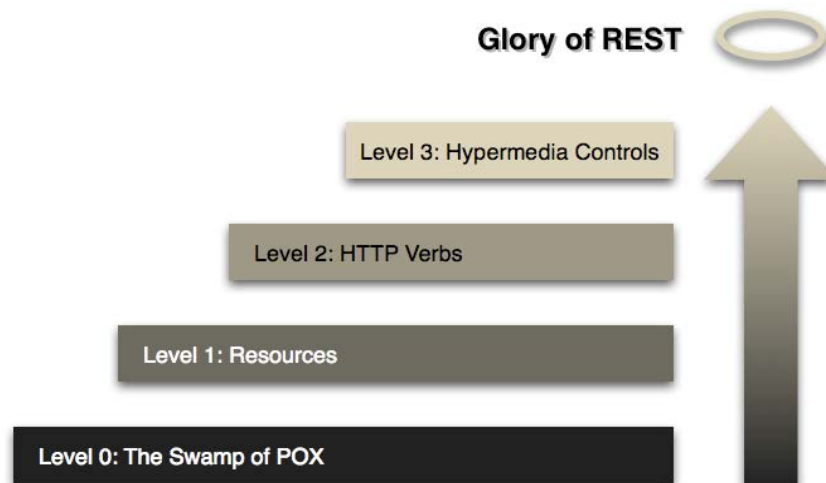 Glory of REST
Level 3: Hypermedia Controls
Level 2: HTTP Verbs
Level 1: Resources
Level 0: The Swamp of POX